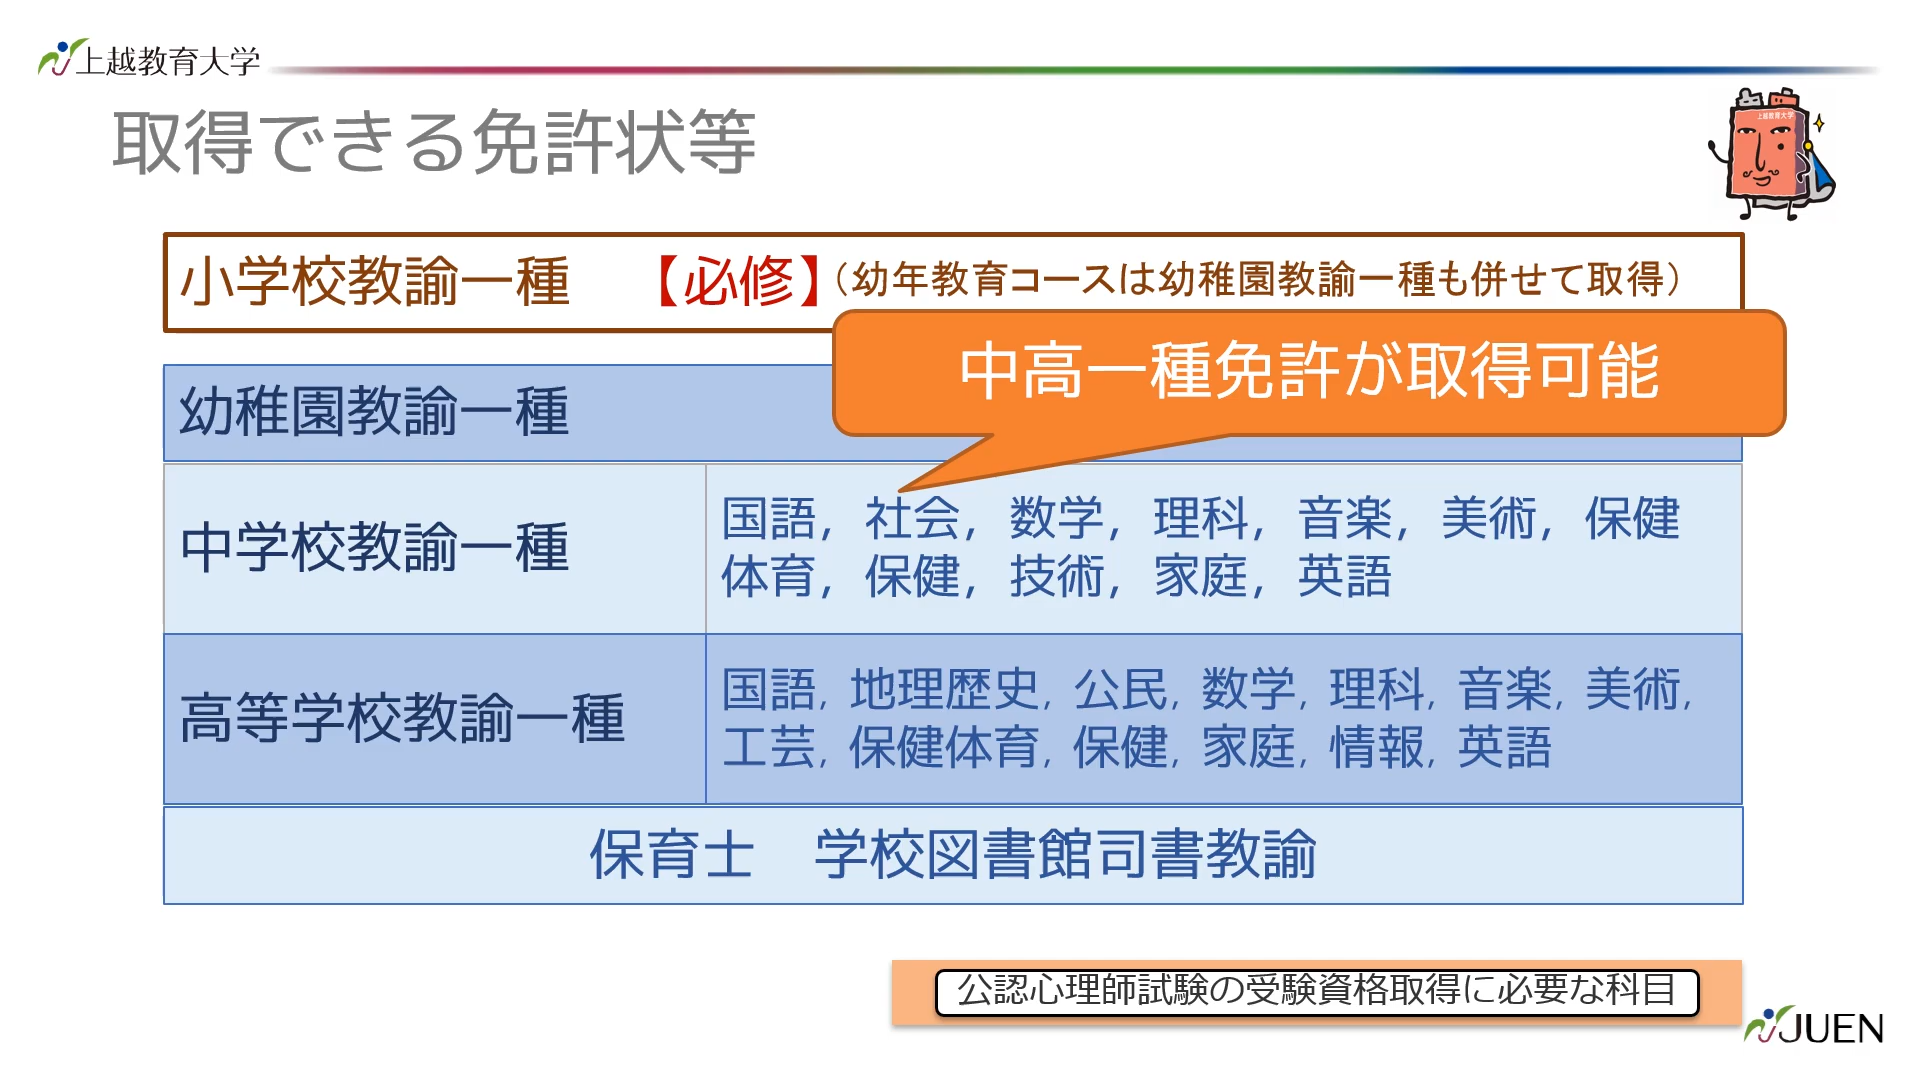 上越教育大学
取得できる免許状等
上越教育大学
小学校教諭一種 【必修】（幼年教育コースは幼稚園教諭一種も併せて取得）
中高一種免許が取得可能
幼稚園教諭一種
中学校教諭一種
国語，社会，数学，理科，音楽，美術，保健
体育，保健，技術，家庭，英語
高等学校教諭一種
国語, 地理歴史, 公民, 数学, 理科, 音楽, 美術,
工芸, 保健体育, 保健, 家庭, 情報, 英語
保育士　学校図書館司書教諭
公認心理師試験の受験資格取得に必要な科目
JUEN